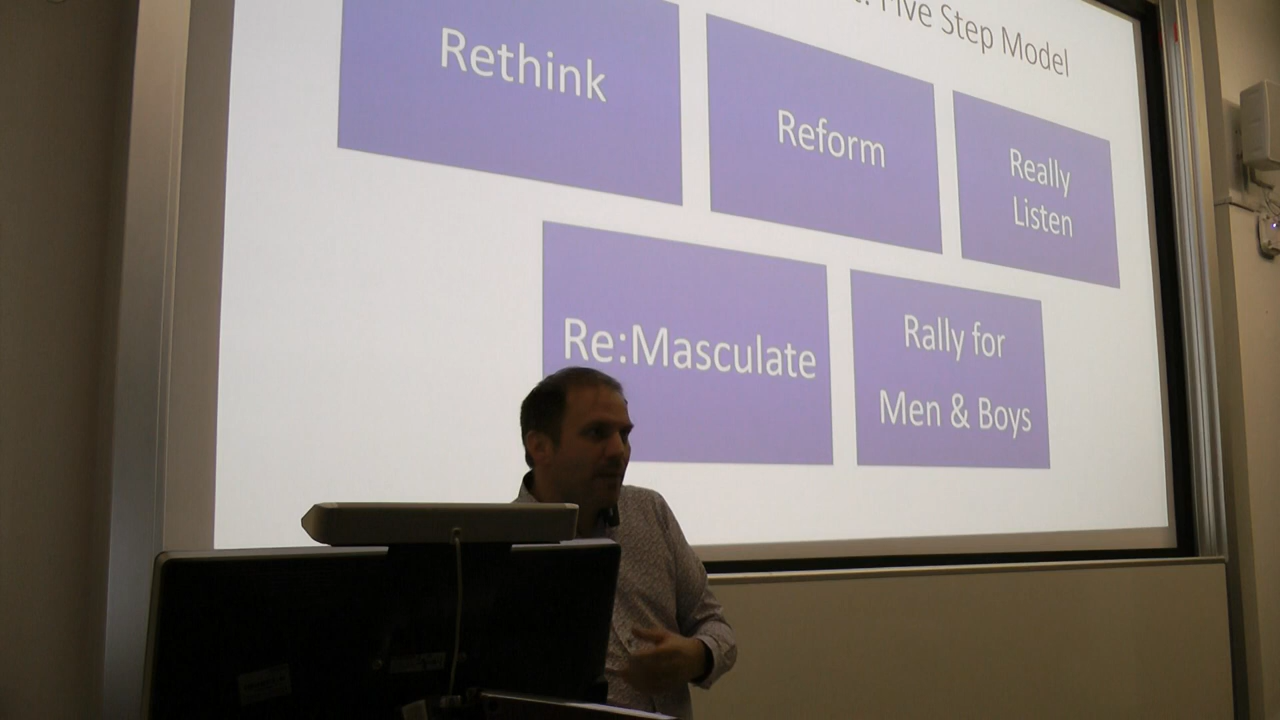 Five Step Model
Rethink
Reform
Really
Listen
Re:Masculate
Rally for
Men & Boys